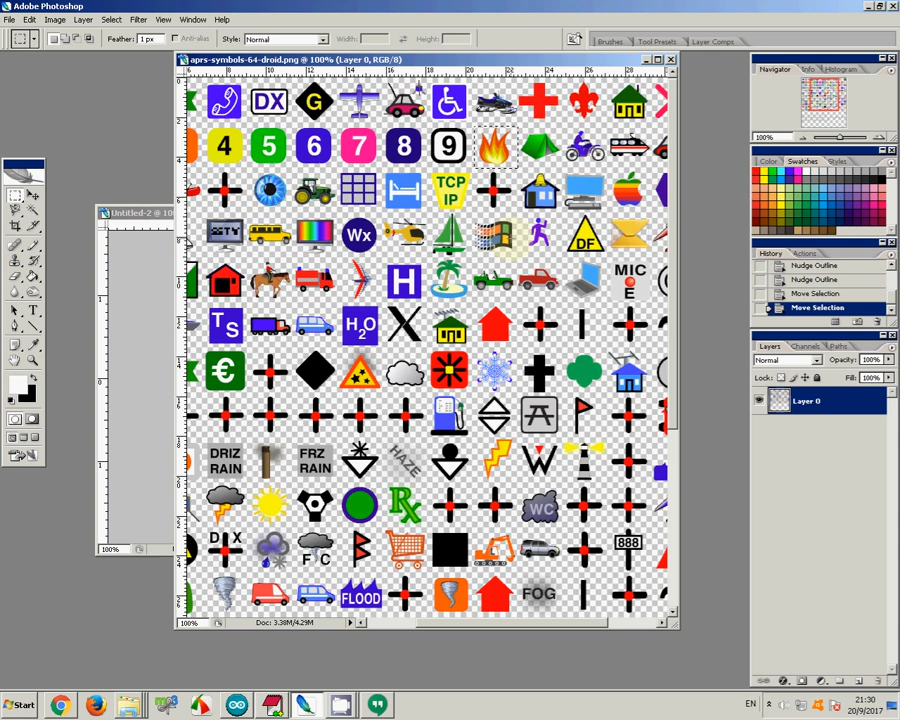 Adobe Photoshop
File Edit Image Layer Select Filter View Window Help
Feather: 1 px Anti-alias Style: Normal Width: Height: Brushes Tool Presets Layer Comps
aprs-symbols-64-droid.png @ 100% (Layer 0, RGB/8)
DX G
4 5 6 7 8 9
TCP
IP
Wx DF
H MIC
E
TS H2O X
€
DRIZ
RAIN
FRZ
RAIN
HAZE W
Rx WC
D X
F C
888
FLOOD FOG
Untitled-2 @ 10
100%
100% Doc: 3.38M/4.29M
Navigator Info Histogram
100%
Color Swatches Styles
History Actions
Nudge Outline
Nudge Outline
Move Selection
Move Selection
Layers Channels Paths
Normal Opacity: 100%
Lock: Fill: 100%
Layer 0
Start EN 21:30
20/9/2017